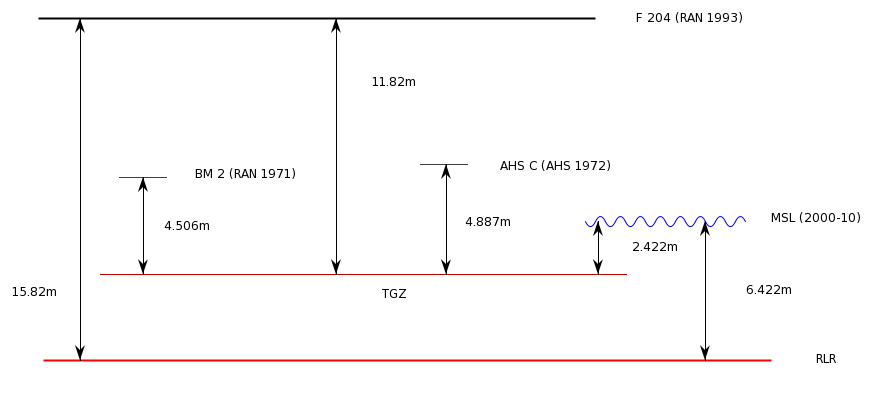 F 204 (RAN 1993)
11.82m
AHS C (AHS 1972)
BM 2 (RAN 1971)
MSL (2000-10)
4.887m
4.506m
2.422m
6.422m
15.82m
TGZ
RLR